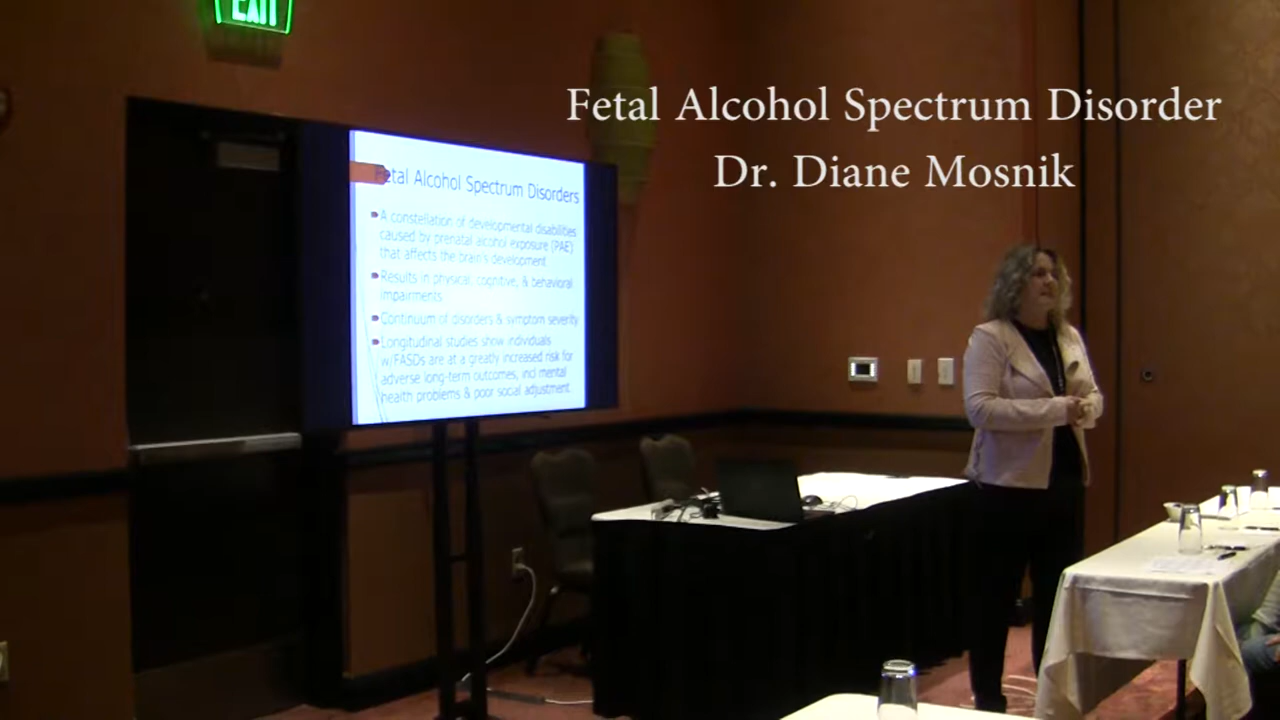 EXIT
Fetal Alcohol Spectrum Disorder
Dr. Diane Mosnik
Fetal Alcohol Spectrum Disorders
A constellation of developmental disabilities
caused by prenatal alcohol exposure (PAE)
that affects the brain's development
Results in physical, cognitive, & behavioral
impairments
Continuum of disorders & symptom severity
Longitudinal studies show individuals
w/FASDs are at a greatly increased risk for
adverse long-term outcomes, incl mental
health problems & poor social adjustment